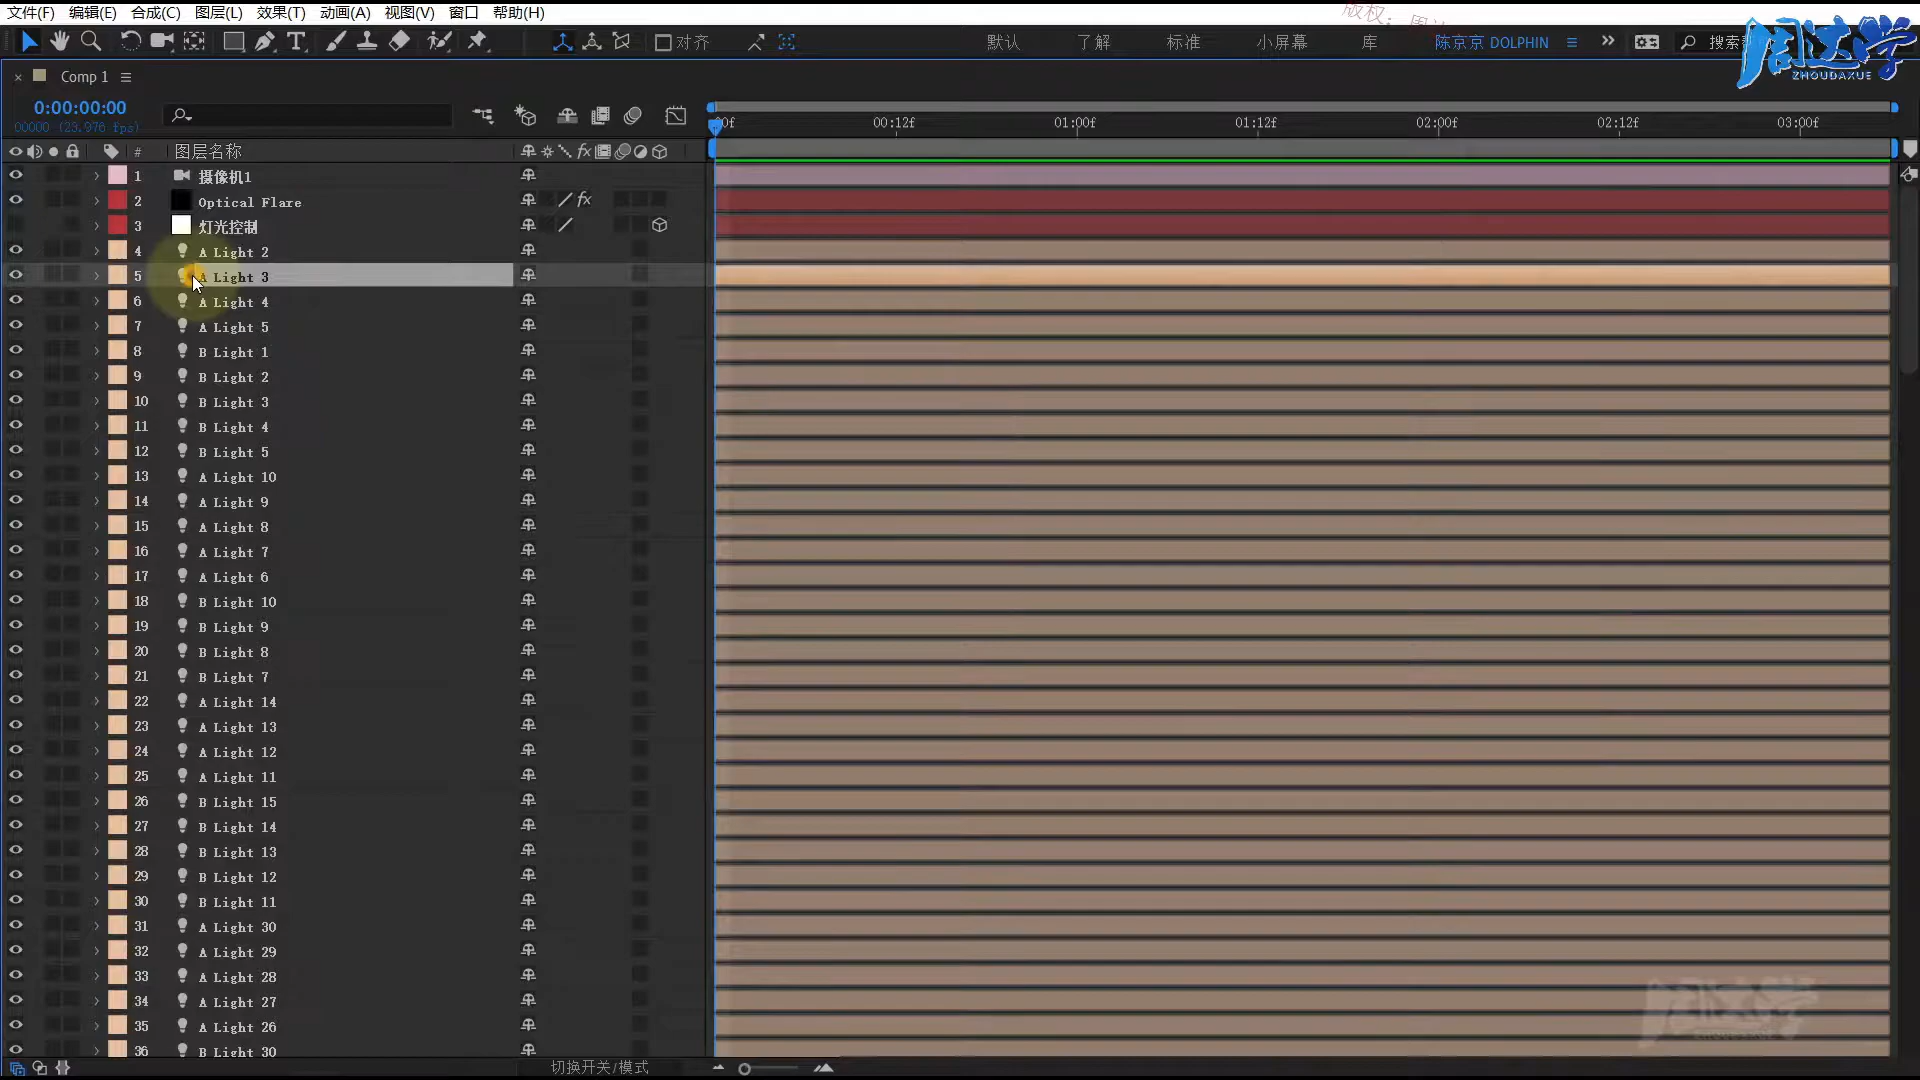 文件(F) 编辑(E) 合成(C) 图层(L) 效果(T) 动画(A) 视图(V) 窗口 帮助(H)
版权:
对齐 默认 了解 标准 小屏幕 库 陈京京 DOLPHIN 搜索
周达学
ZHOUDAXUE
Comp 1
0:00:00:00
00000 (23.976 fps)
00f 00:12f 01:00f 01:12f 02:00f 02:12f 03:00f
# 图层名称 fx
1 摄像机1
2 Optical Flare fx
3 灯光控制
4 A Light 2
5 A Light 3
6 A Light 4
7 A Light 5
8 B Light 1
9 B Light 2
10 B Light 3
11 B Light 4
12 B Light 5
13 A Light 10
14 A Light 9
15 A Light 8
16 A Light 7
17 A Light 6
18 B Light 10
19 B Light 9
20 B Light 8
21 B Light 7
22 A Light 14
23 A Light 13
24 A Light 12
25 A Light 11
26 B Light 15
27 B Light 14
28 B Light 13
29 B Light 12
30 B Light 11
31 A Light 30
32 A Light 29
33 A Light 28
34 A Light 27
35 A Light 26
36 B Light 30
周达学
ZHOUDAXUE
切换开关/模式